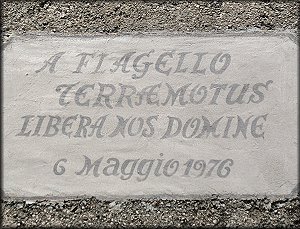 A FLAGELLO
TERRAEMOTUS
LIBERA NOS DOMINE
6 Maggio 1976